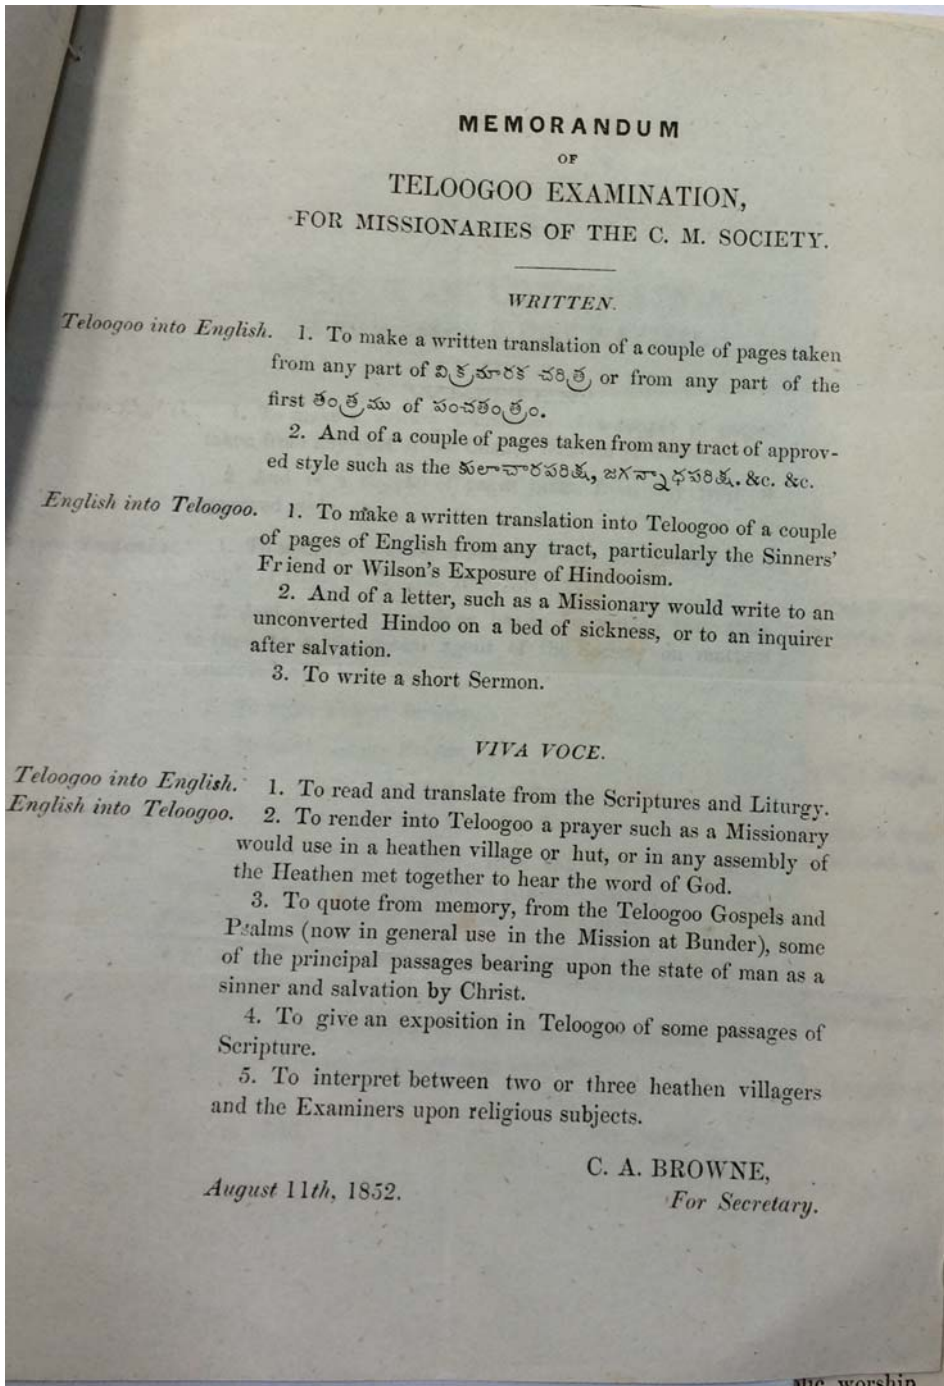 MEMORANDUM
OF
TELOOGOO EXAMINATION,
FOR MISSIONARIES OF THE C. M. SOCIETY.
WRITTEN.
Teloogoo into English. 1. To make a written translation of a couple of pages taken
from any part of విక్రమార్క చరిత్ర or from any part of the
first తంత్రము of పంచతంత్రం.
2. And of a couple of pages taken from any tract of approv-
ed style such as the కులాచారపరీక్ష, జగన్నాధపరీక్ష. &c. &c.
English into Teloogoo. 1. To make a written translation into Teloogoo of a couple
of pages of English from any tract, particularly the Sinners'
Friend or Wilson's Exposure of Hindooism.
2. And of a letter, such as a Missionary would write to an
unconverted Hindoo on a bed of sickness, or to an inquirer
after salvation.
3. To write a short Sermon.
VIVA VOCE.
Teloogoo into English. 1. To read and translate from the Scriptures and Liturgy.
English into Teloogoo. 2. To render into Teloogoo a prayer such as a Missionary
would use in a heathen village or hut, or in any assembly of
the Heathen met together to hear the word of God.
3. To quote from memory, from the Teloogoo Gospels and
Psalms (now in general use in the Mission at Bunder), some
of the principal passages bearing upon the state of man as a
sinner and salvation by Christ.
4. To give an exposition in Teloogoo of some passages of
Scripture.
5. To interpret between two or three heathen villagers
and the Examiners upon religious subjects.
C. A. BROWNE,
August 11th, 1852.
For Secretary.
worship